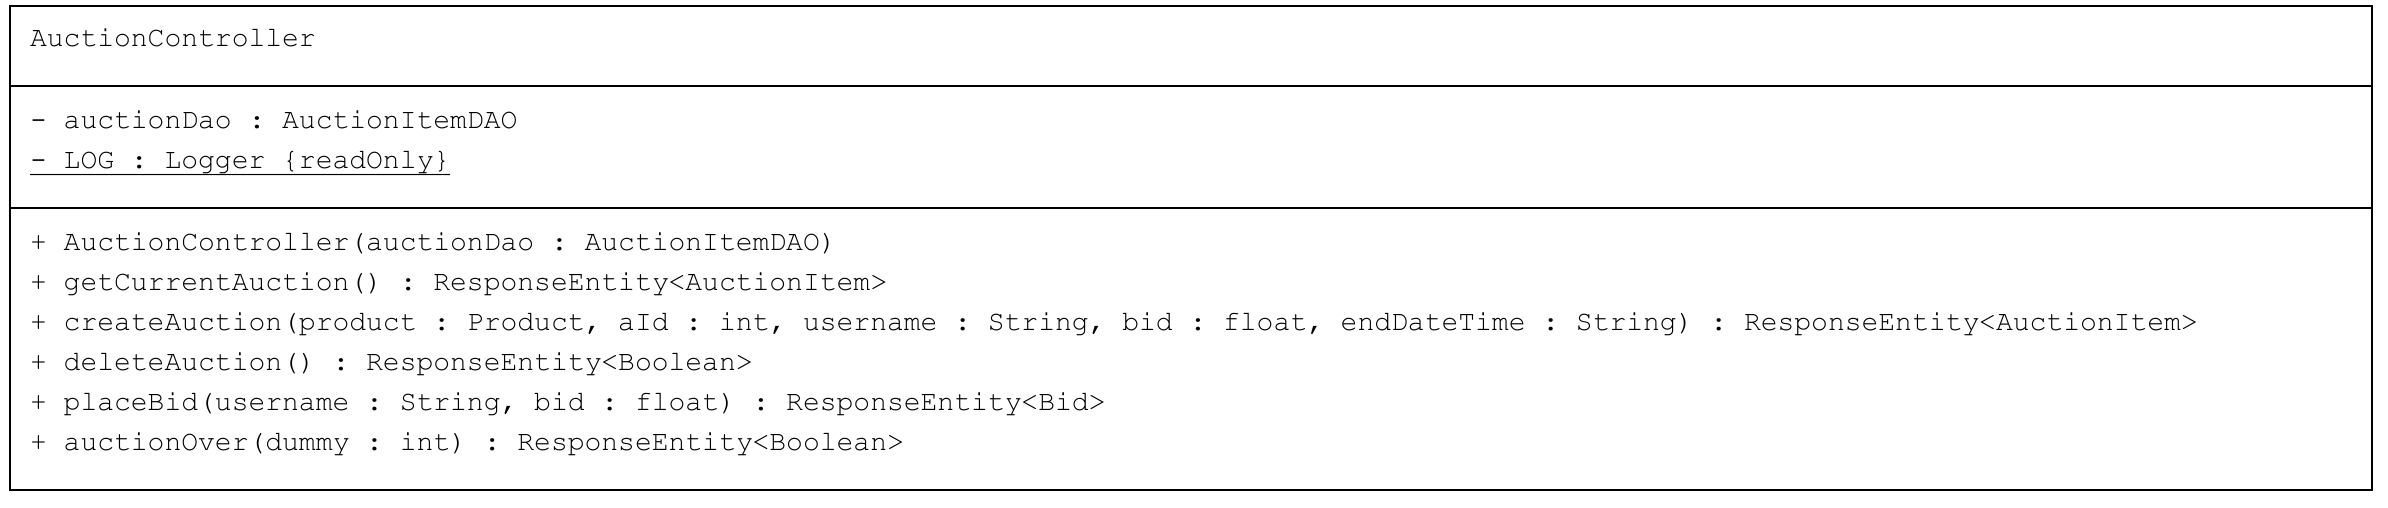 AuctionController
- auctionDao : AuctionItemDAO
- LOG : Logger {readOnly}
+ AuctionController(auctionDao : AuctionItemDAO)
+ getCurrentAuction() : ResponseEntity<AuctionItem>
+ createAuction(product : Product, aId : int, username : String, bid : float, endDateTime : String) : ResponseEntity<AuctionItem>
+ deleteAuction() : ResponseEntity<Boolean>
+ placeBid(username : String, bid : float) : ResponseEntity<Bid>
+ auctionOver(dummy : int) : ResponseEntity<Boolean>